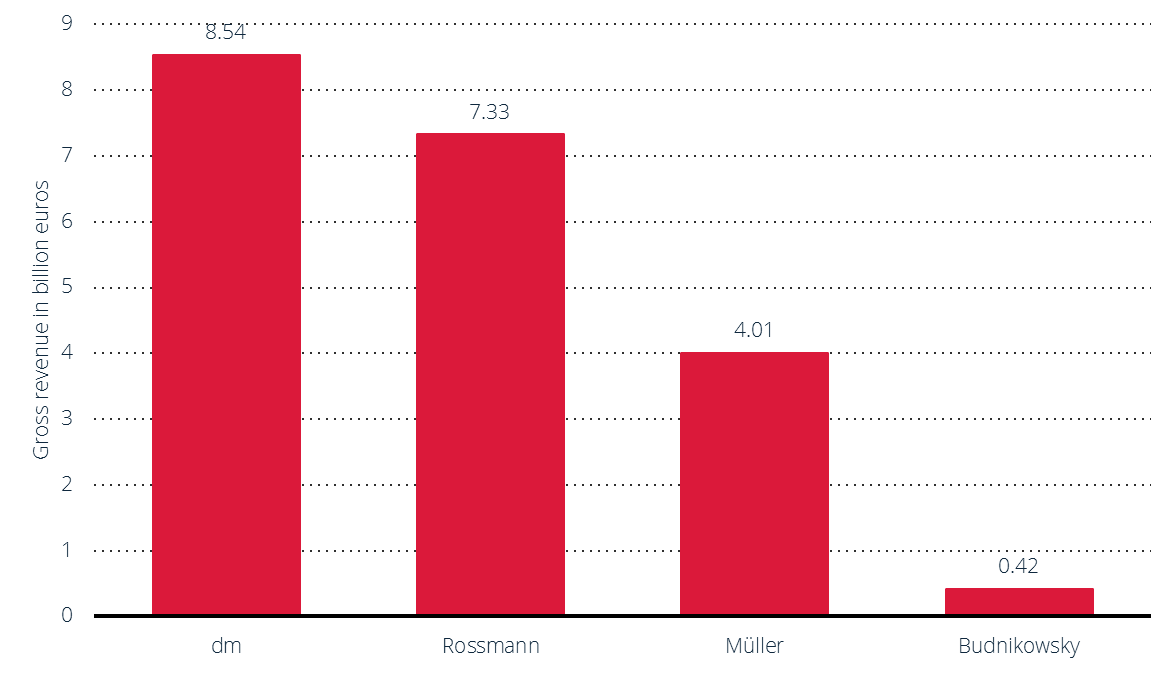 Gross revenue in billion euros
9
8
7
6
5
4
3
2
1
0
8.54
7.33
4.01
0.42
dm
Rossmann
Müller
Budnikowsky